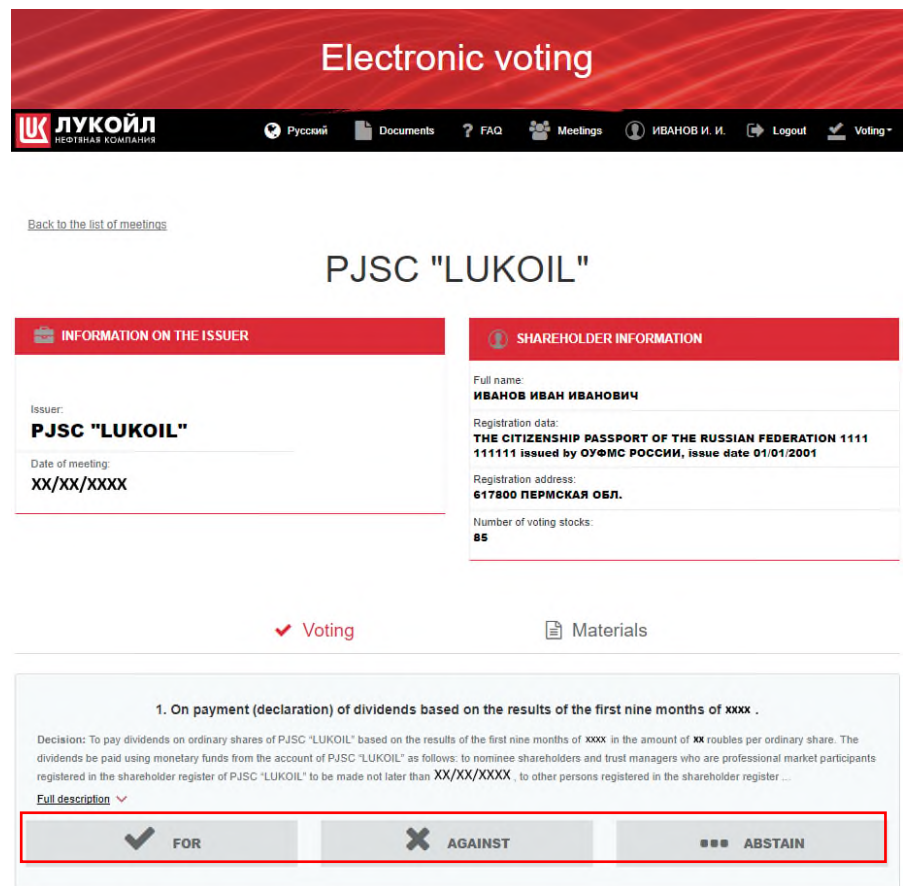 Electronic voting
ЛУКОЙЛ
НЕФТЯНАЯ КОМПАНИЯ
Русский Documents ? FAQ Meetings ИВАНОВ И. И. Logout Voting
Back to the list of meetings
PJSC "LUKOIL"
INFORMATION ON THE ISSUER
Issuer:
PJSC "LUKOIL"
Date of meeting:
XX/XX/XXXX
SHAREHOLDER INFORMATION
Full name:
ИВАНОВ ИВАН ИВАНОВИЧ
Registration data:
THE CITIZENSHIP PASSPORT OF THE RUSSIAN FEDERATION 1111
111111 issued by ОУФМС РОССИИ, issue date 01/01/2001
Registration address:
617800 ПЕРМСКАЯ ОБЛ.
Number of voting stocks:
85
Voting
Materials
1. On payment (declaration) of dividends based on the results of the first nine months of xxxx .
Decision: To pay dividends on ordinary shares of PJSC "LUKOIL" based on the results of the first nine months of xxxx in the amount of xx roubles per ordinary share. The
dividends be paid using monetary funds from the account of PJSC "LUKOIL" as follows: to nominee shareholders and trust managers who are professional market participants
registered in the shareholder register of PJSC "LUKOIL" to be made not later than XX/XX/XXXX , to other persons registered in the shareholder register ...
Full description
FOR
AGAINST
ABSTAIN